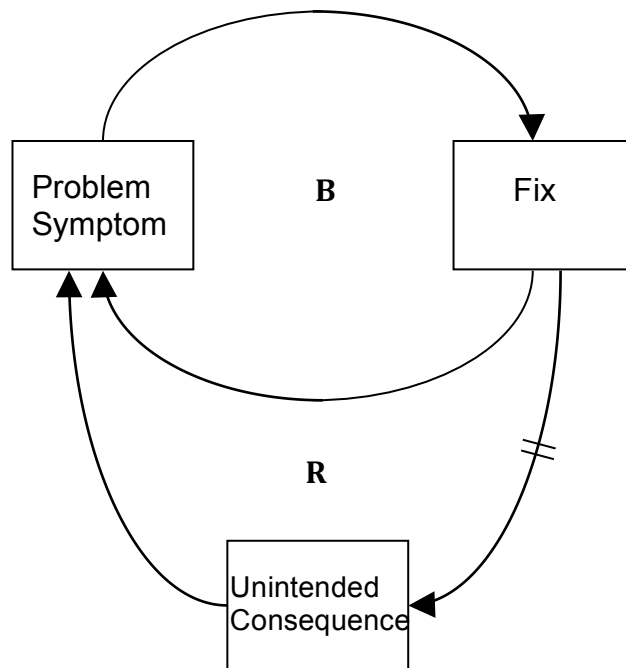 Problem
Symptom
B
Fix
R
Unintended
Consequence